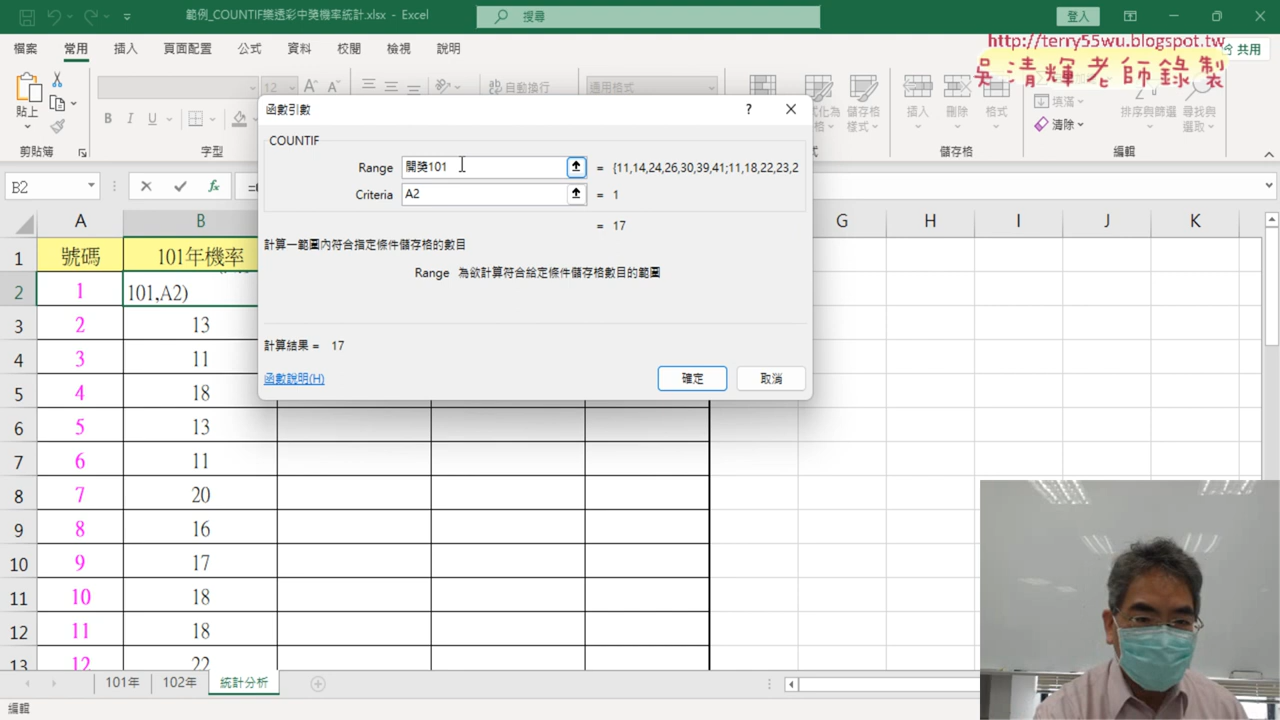 範例_COUNTIF樂透彩中獎機率統計.xlsx - Excel
搜尋
登入
http://terry55wu.blogspot.tw
吳清輝老師錄製
檔案 常用 插入 頁面配置 公式 資料 校閱 檢視 說明
共用
貼上
12
自動換行
通用格式
插入 刪除 格式
填滿
清除
排序與篩選 尋找與選取
儲存格樣式
剪貼簿 字型 儲存格 編輯
B2
函數引數
COUNTIF
Range 開獎101 = {11,14,24,26,30,39,41;11,18,22,23,2
Criteria A2 = 1
= 17
計算一範圍內符合指定條件儲存格的數目
Range 為欲計算符合給定條件儲存格數目的範圍
計算結果 = 17
函數說明(H)
確定 取消
A B G H I J K
1 號碼 101年機率
2 1 101,A2)
3 2 13
4 3 11
5 4 18
6 5 13
7 6 11
8 7 20
9 8 16
10 9 17
11 10 18
12 11 18
13 12 22
101年 102年 統計分析
編輯